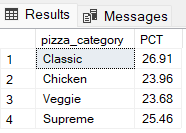 Results Messages
pizza_category PCT
1 Classic 26.91
2 Chicken 23.96
3 Veggie 23.68
4 Supreme 25.46